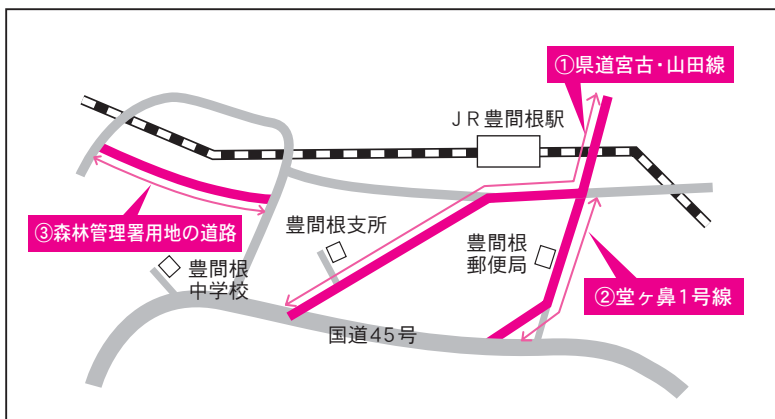 ①県道宮古・山田線
ＪＲ豊間根駅
③森林管理署用地の道路
豊間根支所
豊間根
郵便局
豊間根
中学校
②堂ヶ鼻1号線
国道45号